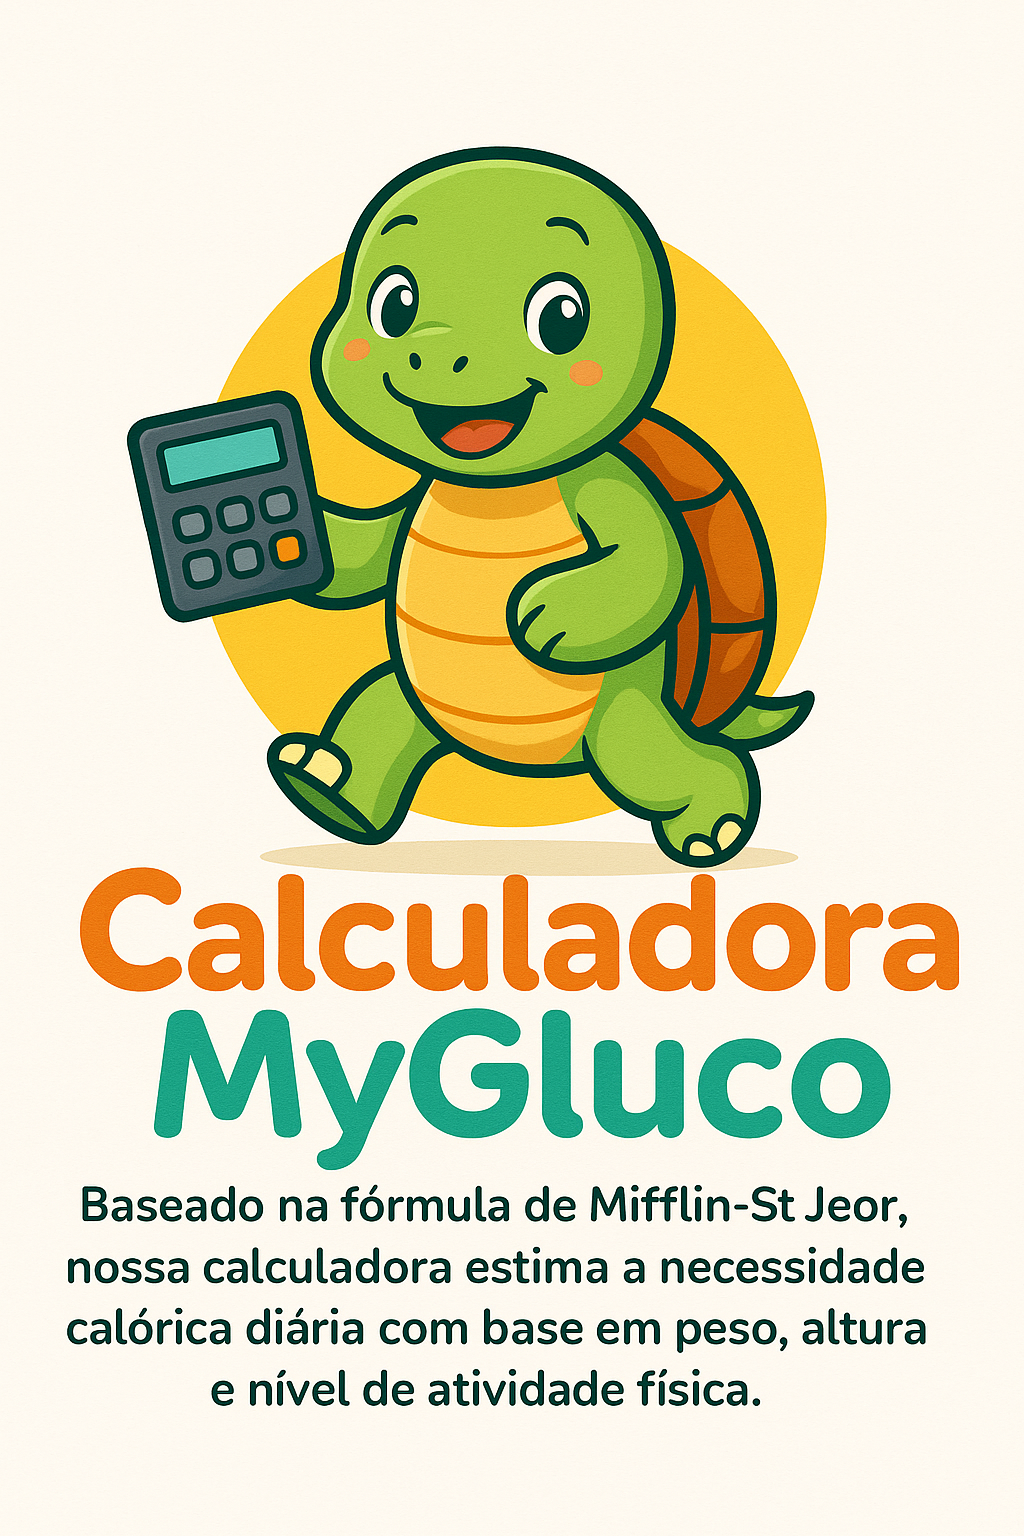 Calculadora
MyGluco
Baseado na fórmula de Mifflin-St Jeor,
nossa calculadora estima a necessidade
calórica diária com base em peso, altura
e nível de atividade física.